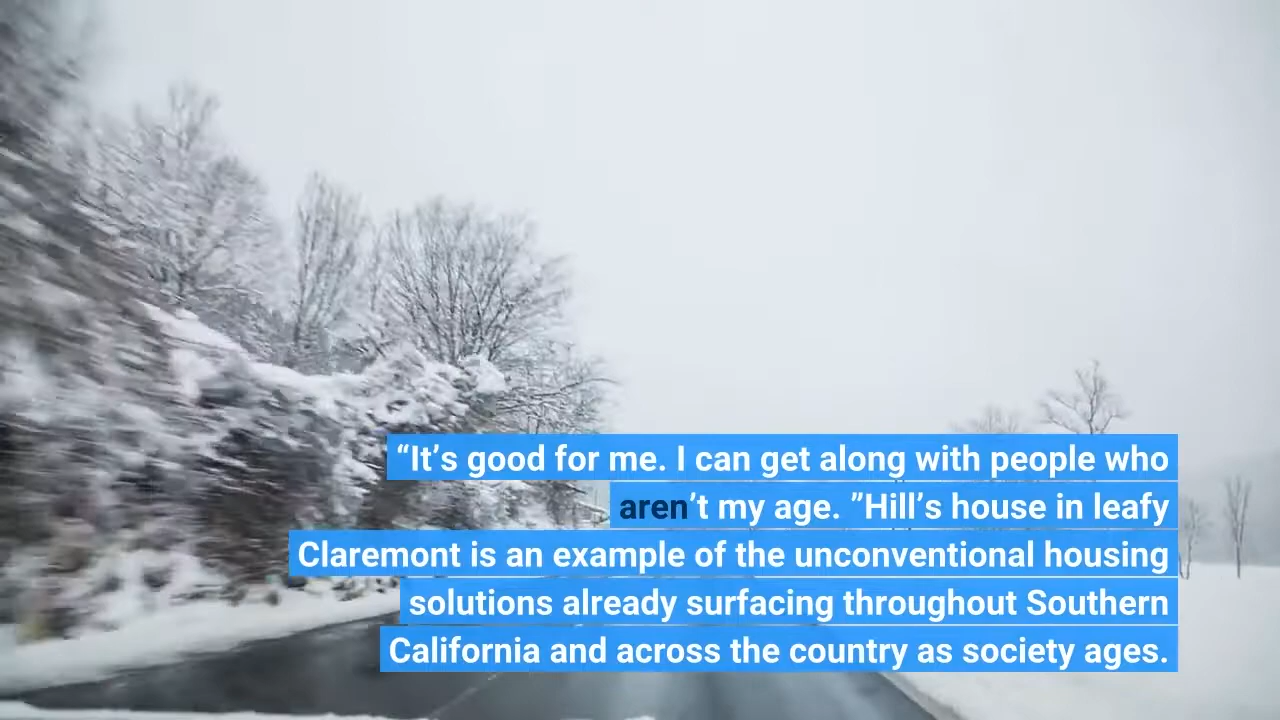 “It’s good for me. I can get along with people who
aren’t my age. ”Hill’s house in leafy
Claremont is an example of the unconventional housing
solutions already surfacing throughout Southern
California and across the country as society ages.